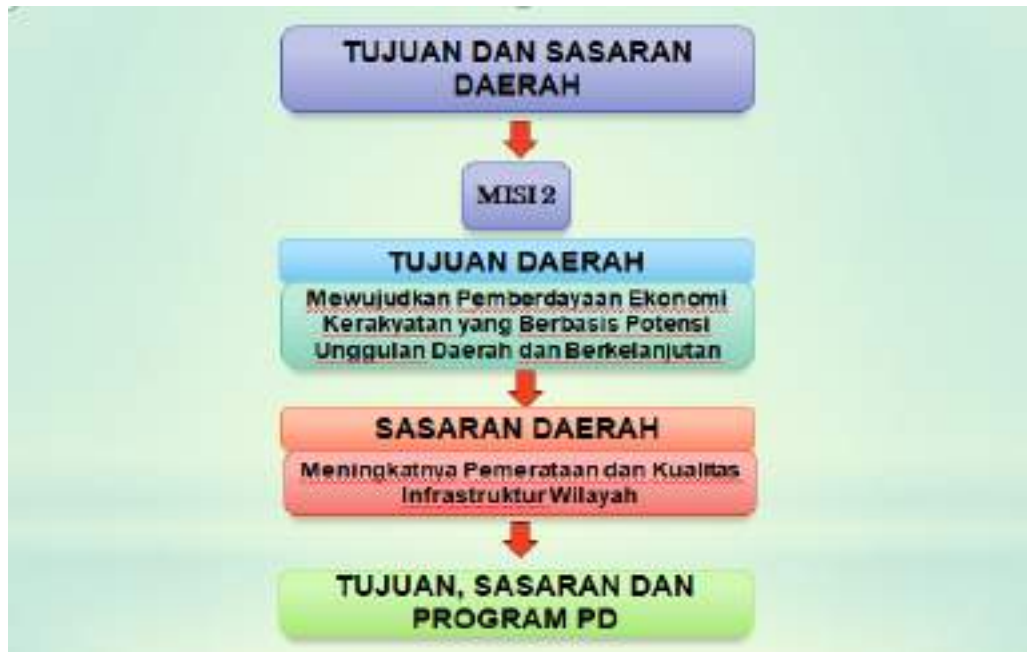 TUJUAN DAN SASARAN
DAERAH
MISI 2
TUJUAN DAERAH
Mewujudkan Pemberdayaan Ekonomi
Kerakyatan yang Berbasis Potensi
Unggulan Daerah dan Berkelanjutan
SASARAN DAERAH
Meningkatnya Pemerataan dan Kualitas
Infrastruktur Wilayah
TUJUAN, SASARAN DAN
PROGRAM PD